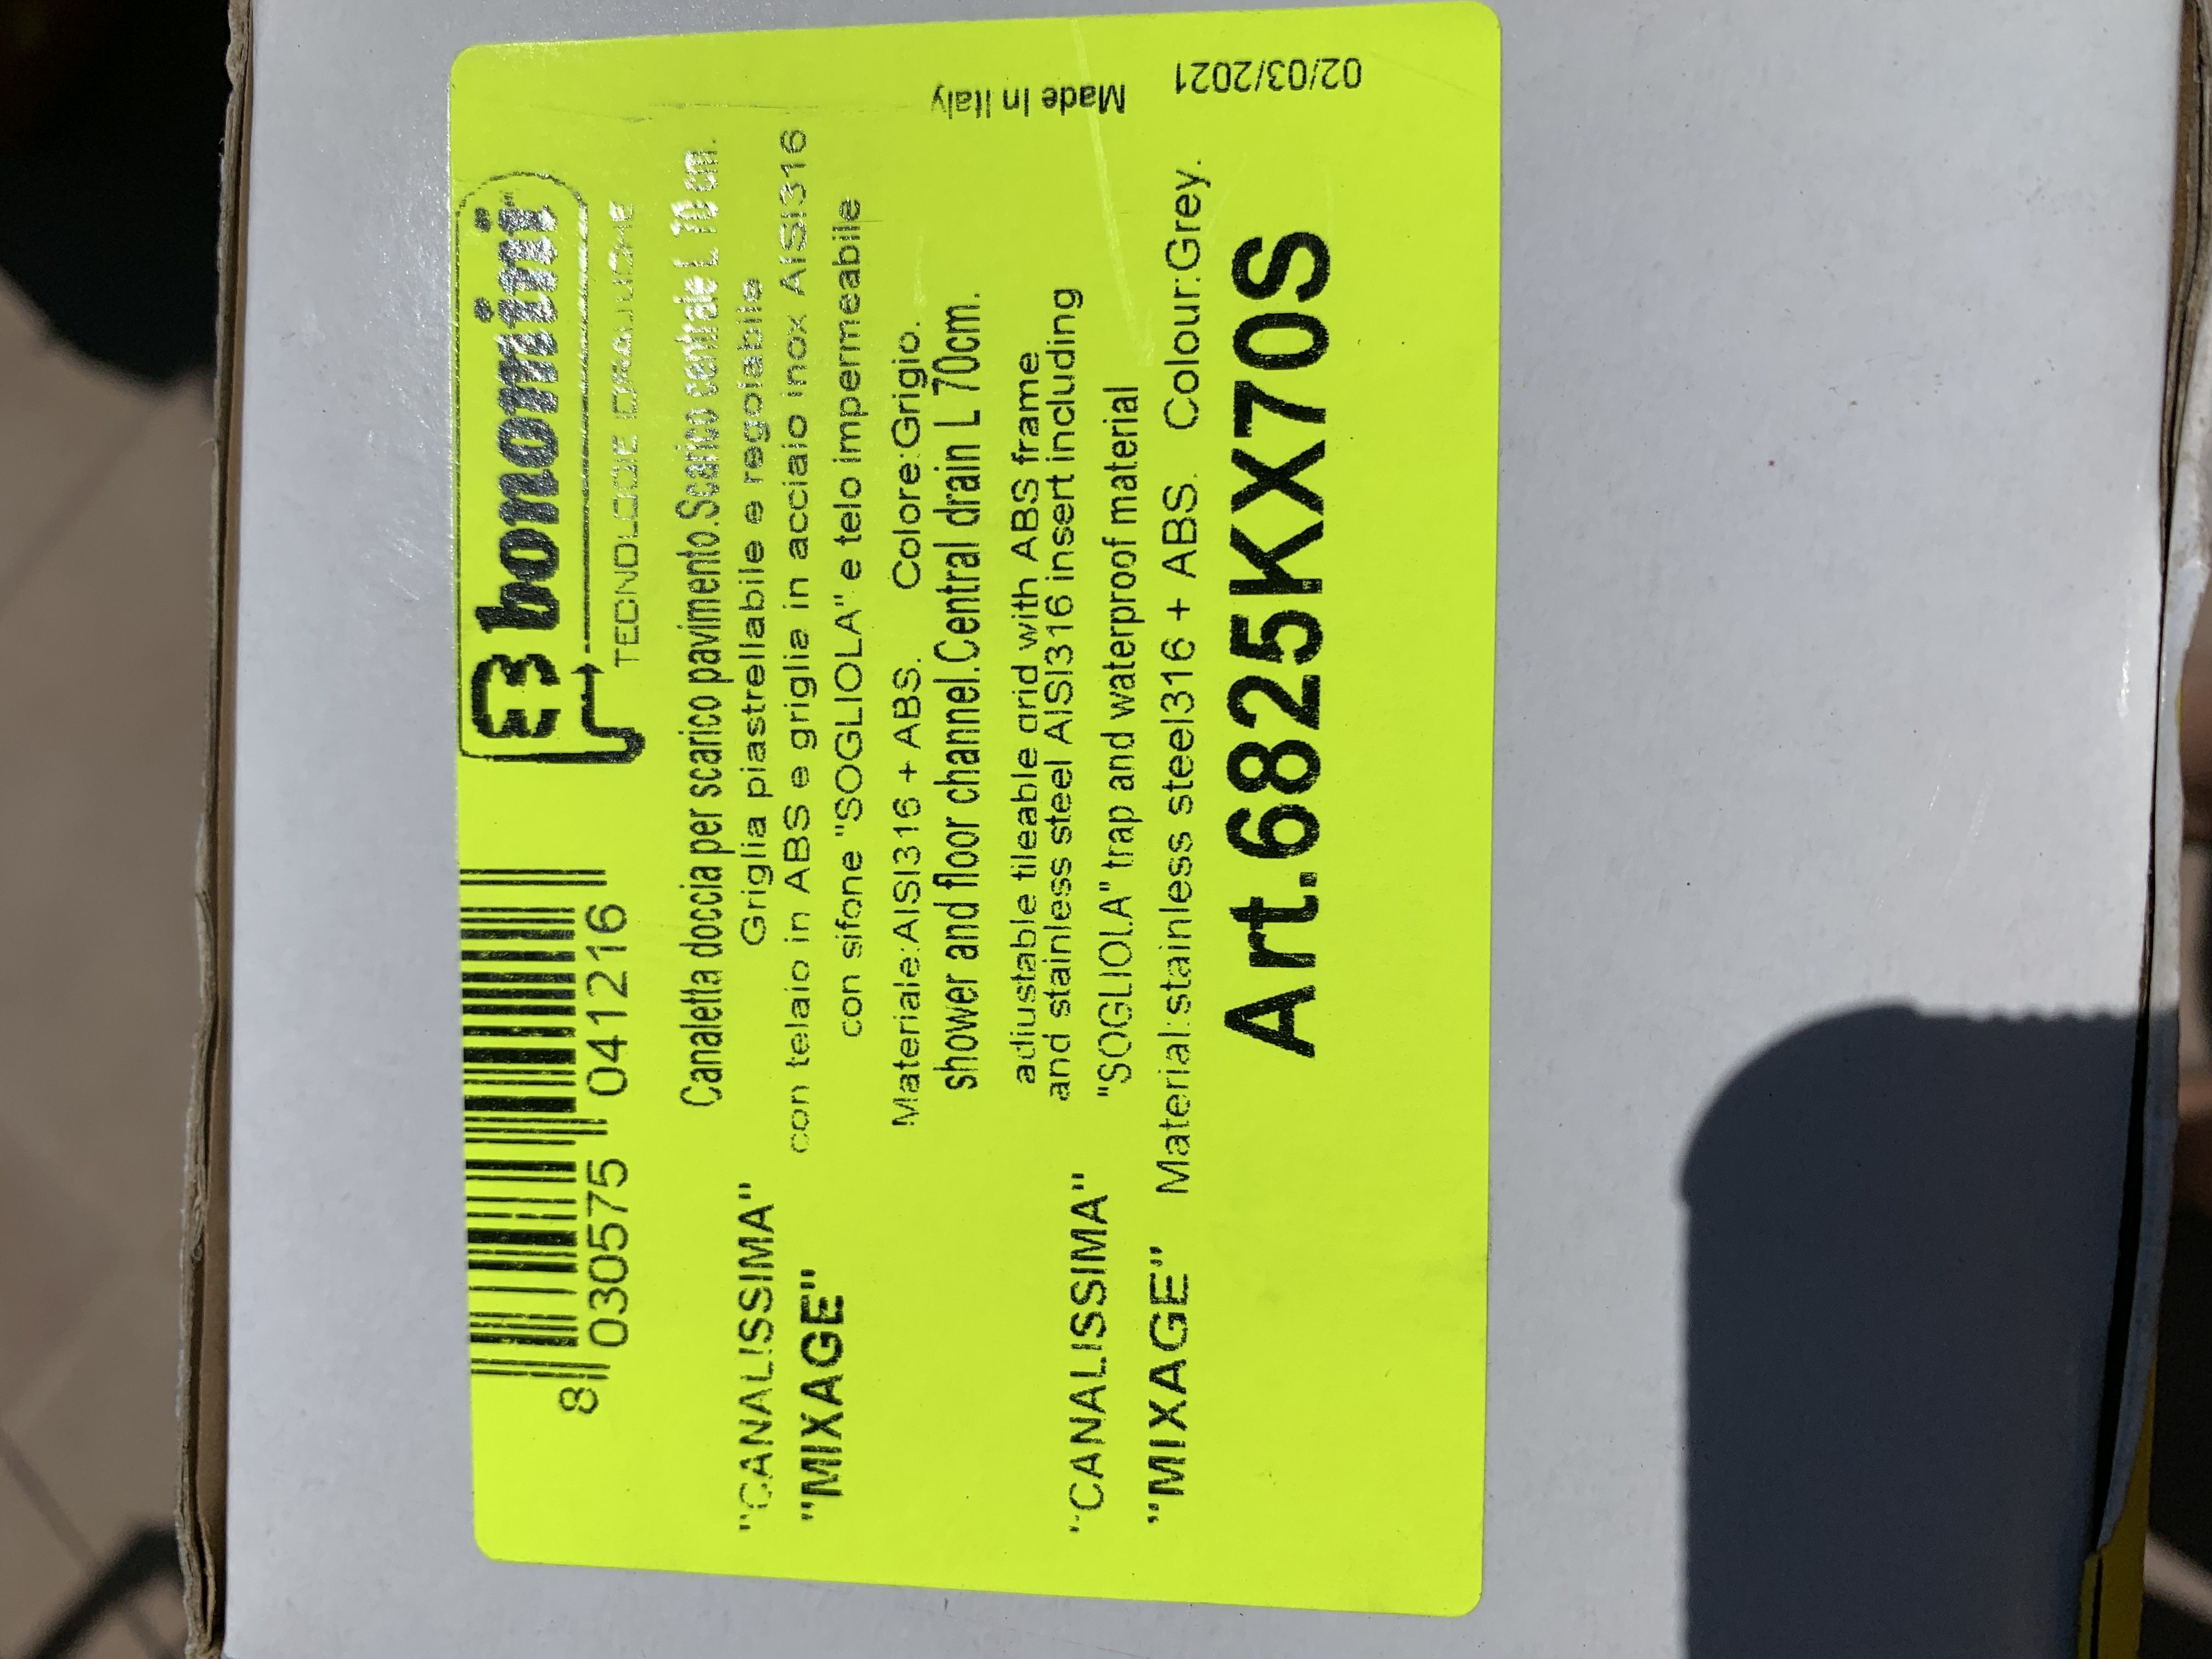 8 030575 041216
bonomini
TECNOLOGIE IDRAULICHE
"CANALISSIMA"
"MIXAGE"
Canaletta doccia per scarico pavimento.Scarico centrale L 70 cm.
Griglia piastrellabile e regolabile
con telaio in ABS e griglia in acciaio inox AISI316
con sifone "SOGLIOLA" e telo impermeabile
Materiale:AISI316 + ABS. Colore:Grigio.
"CANALISSIMA"
"MIXAGE"
shower and floor channel.Central drain L 70cm.
adjustable tileable grid with ABS frame
and stainless steel AISI316 insert including
"SOGLIOLA" trap and waterproof material
Material:stainless steel316 + ABS. Colour:Grey.
Art.6825KX70S
Made In Italy
02/03/2021